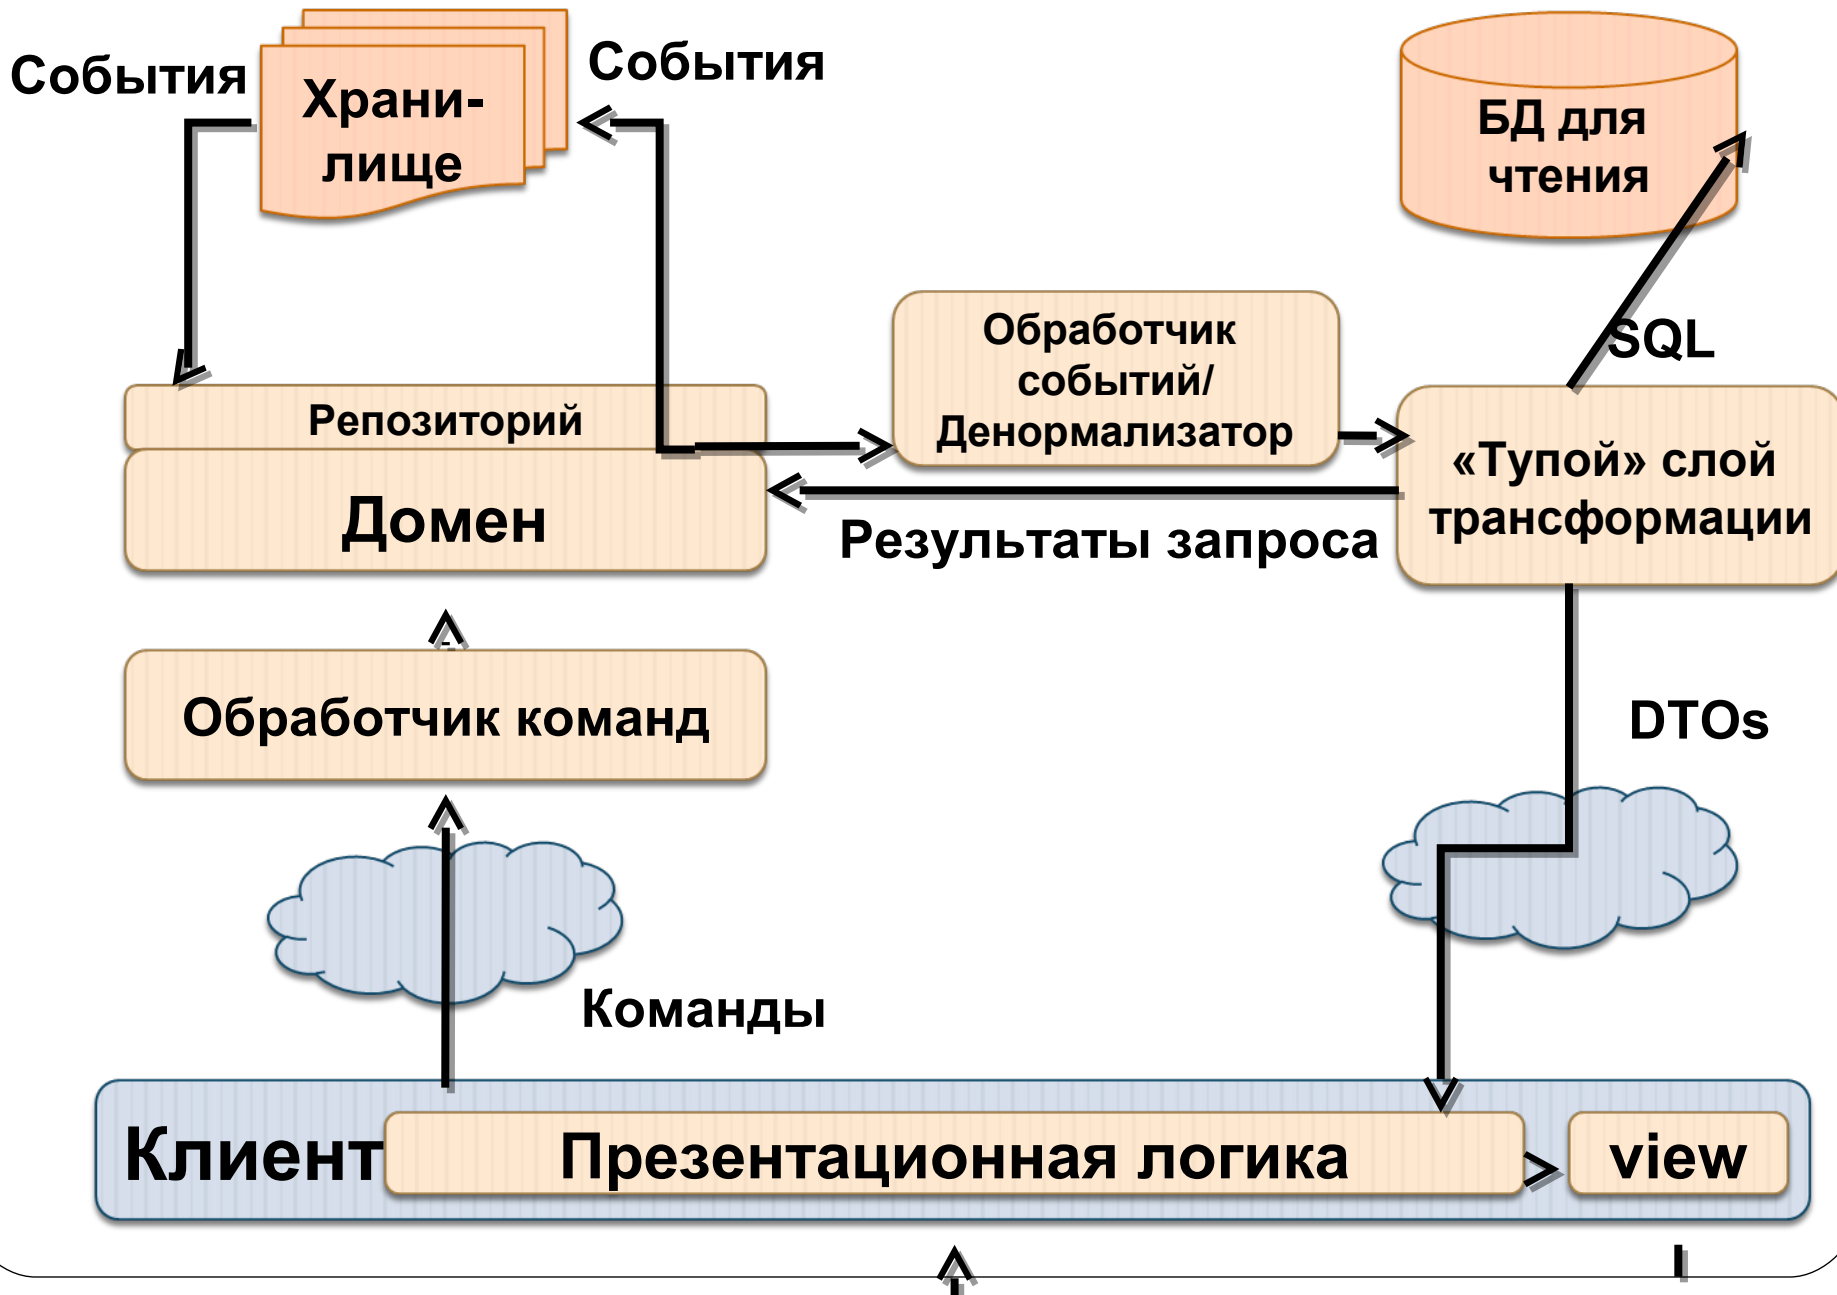 События
Храни-
лище
События
БД для
чтения
Обработчик
событий/
Денормализатор
SQL
Репозиторий
Домен
«Тупой» слой
трансформации
Результаты запроса
Обработчик команд
DTOs
Команды
Клиент
Презентационная логика
view